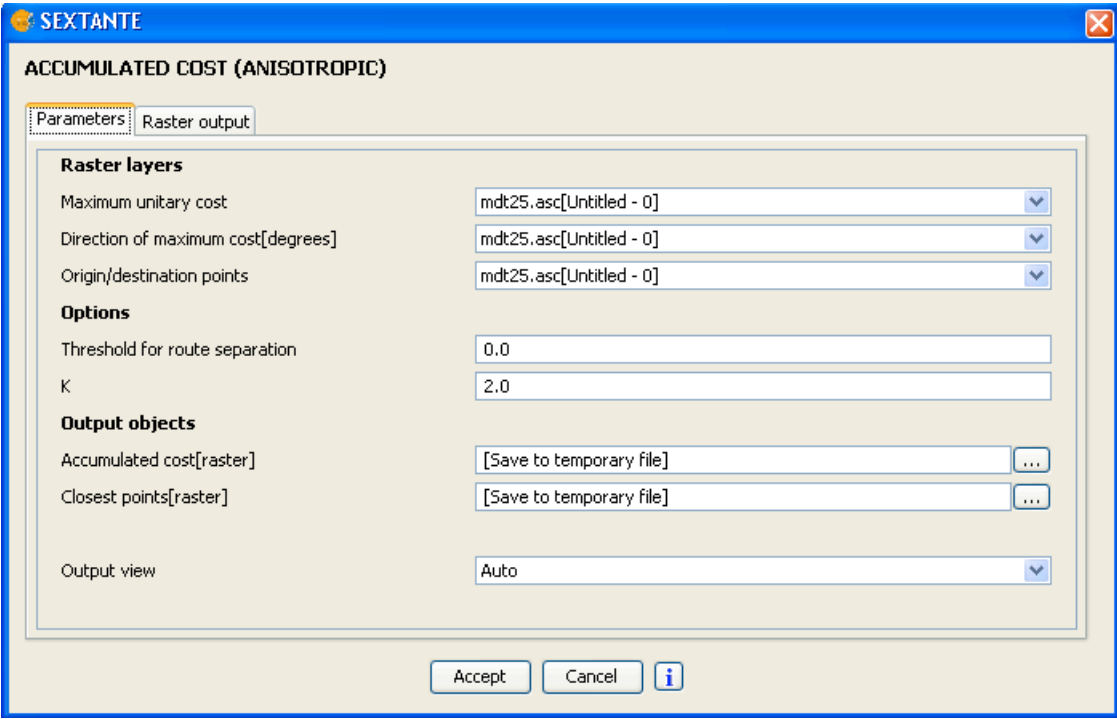 SEXTANTE
ACCUMULATED COST (ANISOTROPIC)
Parameters Raster output
Raster layers
Maximum unitary cost mdt25.asc[Untitled - 0]
Direction of maximum cost[degrees] mdt25.asc[Untitled - 0]
Origin/destination points mdt25.asc[Untitled - 0]
Options
Threshold for route separation 0.0
K 2.0
Output objects
Accumulated cost[raster] [Save to temporary file] ...
Closest points[raster] [Save to temporary file] ...
Output view Auto
Accept Cancel i